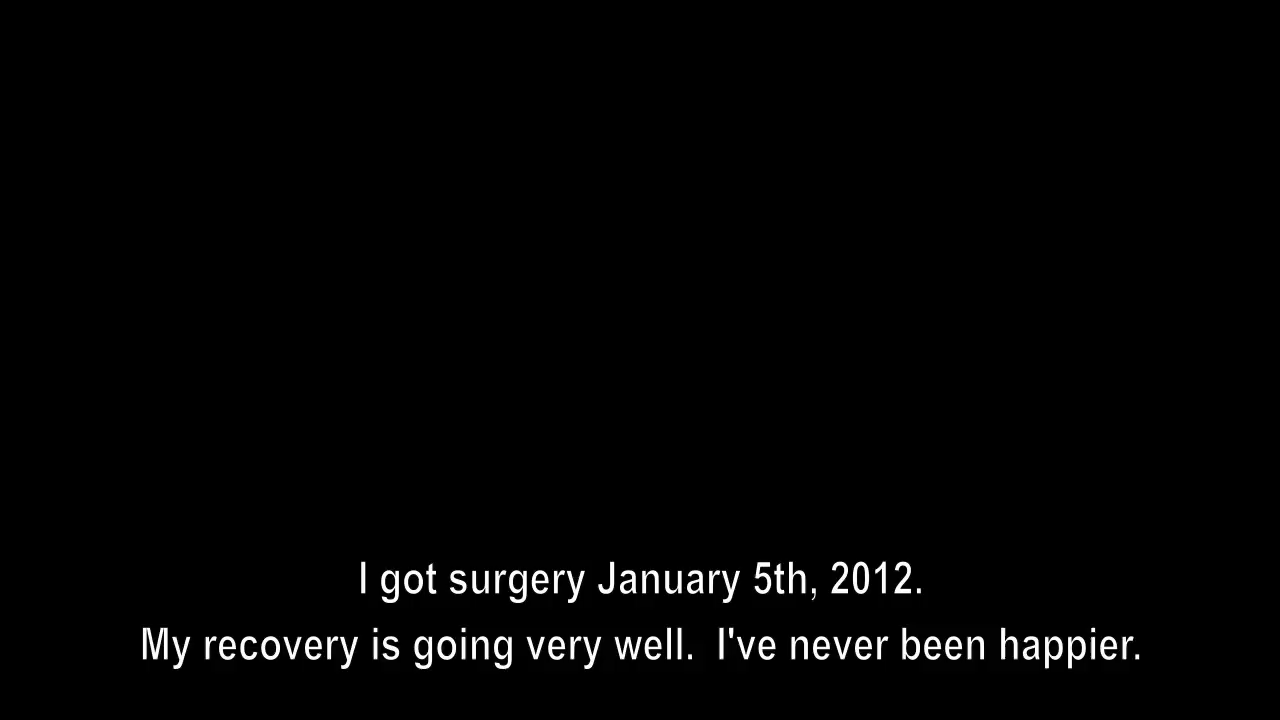 I got surgery January 5th, 2012.
My recovery is going very well.  I've never been happier.